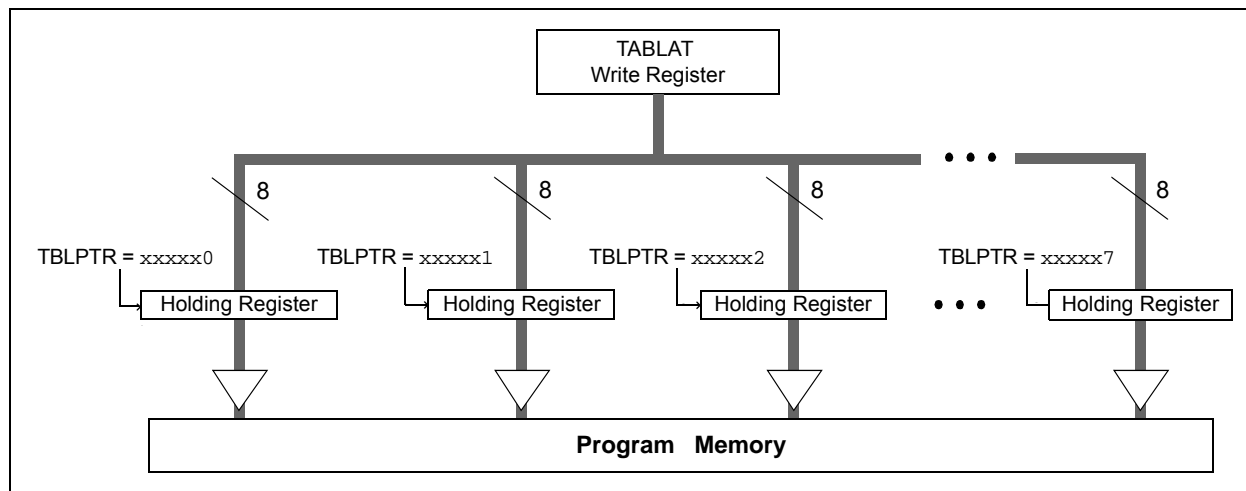 TABLAT
Write Register
8 8 8 8
TBLPTR = xxxxx0 TBLPTR = xxxxx1 TBLPTR = xxxxx2 TBLPTR = xxxxx7
Holding Register Holding Register Holding Register Holding Register
Program Memory